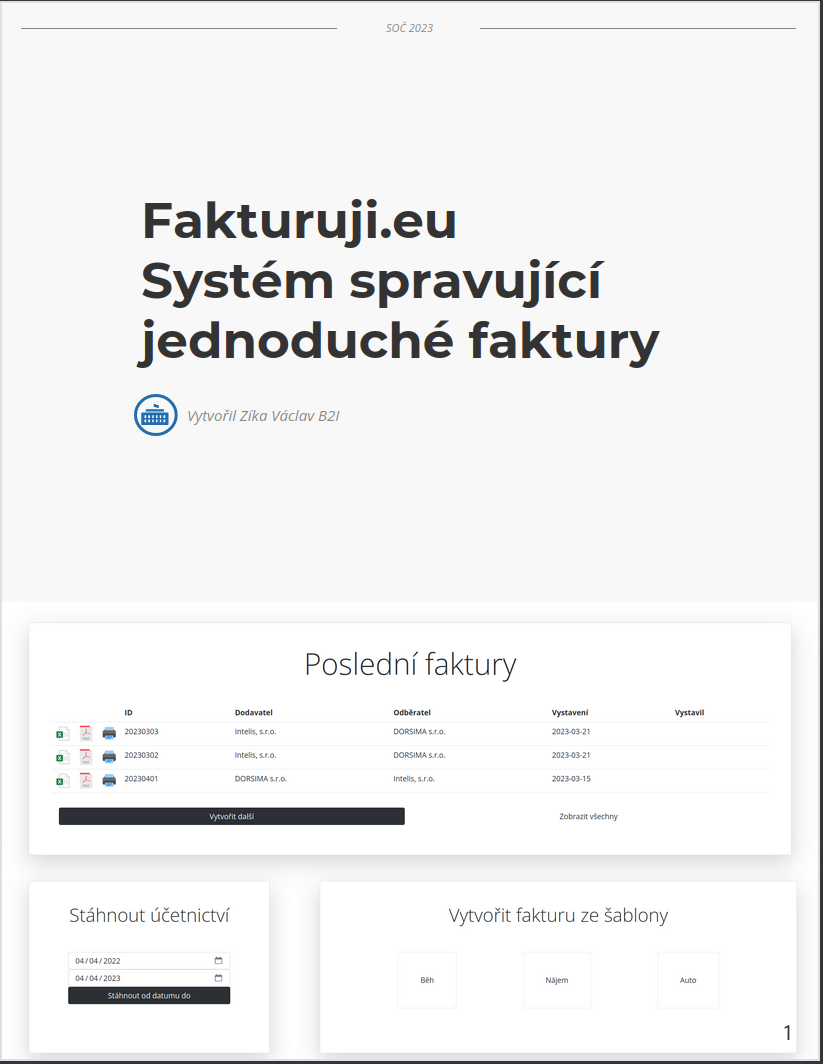 SOČ 2023
Fakturuji.eu
Systém spravující
jednoduché faktury
Vytvořil Zíka Václav B2I
Poslední faktury
ID Dodavatel Odběratel Vystavení Vystavil
20230303 Intelis, s.r.o. DORSIMA s.r.o. 2023-03-21
20230302 Intelis, s.r.o. DORSIMA s.r.o. 2023-03-21
20230401 DORSIMA s.r.o. Intelis, s.r.o. 2023-03-15
Vytvořit další Zobrazit všechny
Stáhnout účetnictví
04/04/2022
04/04/2023
Stáhnout od datumu do
Vytvořit fakturu ze šablony
Běh Nájem Auto
1